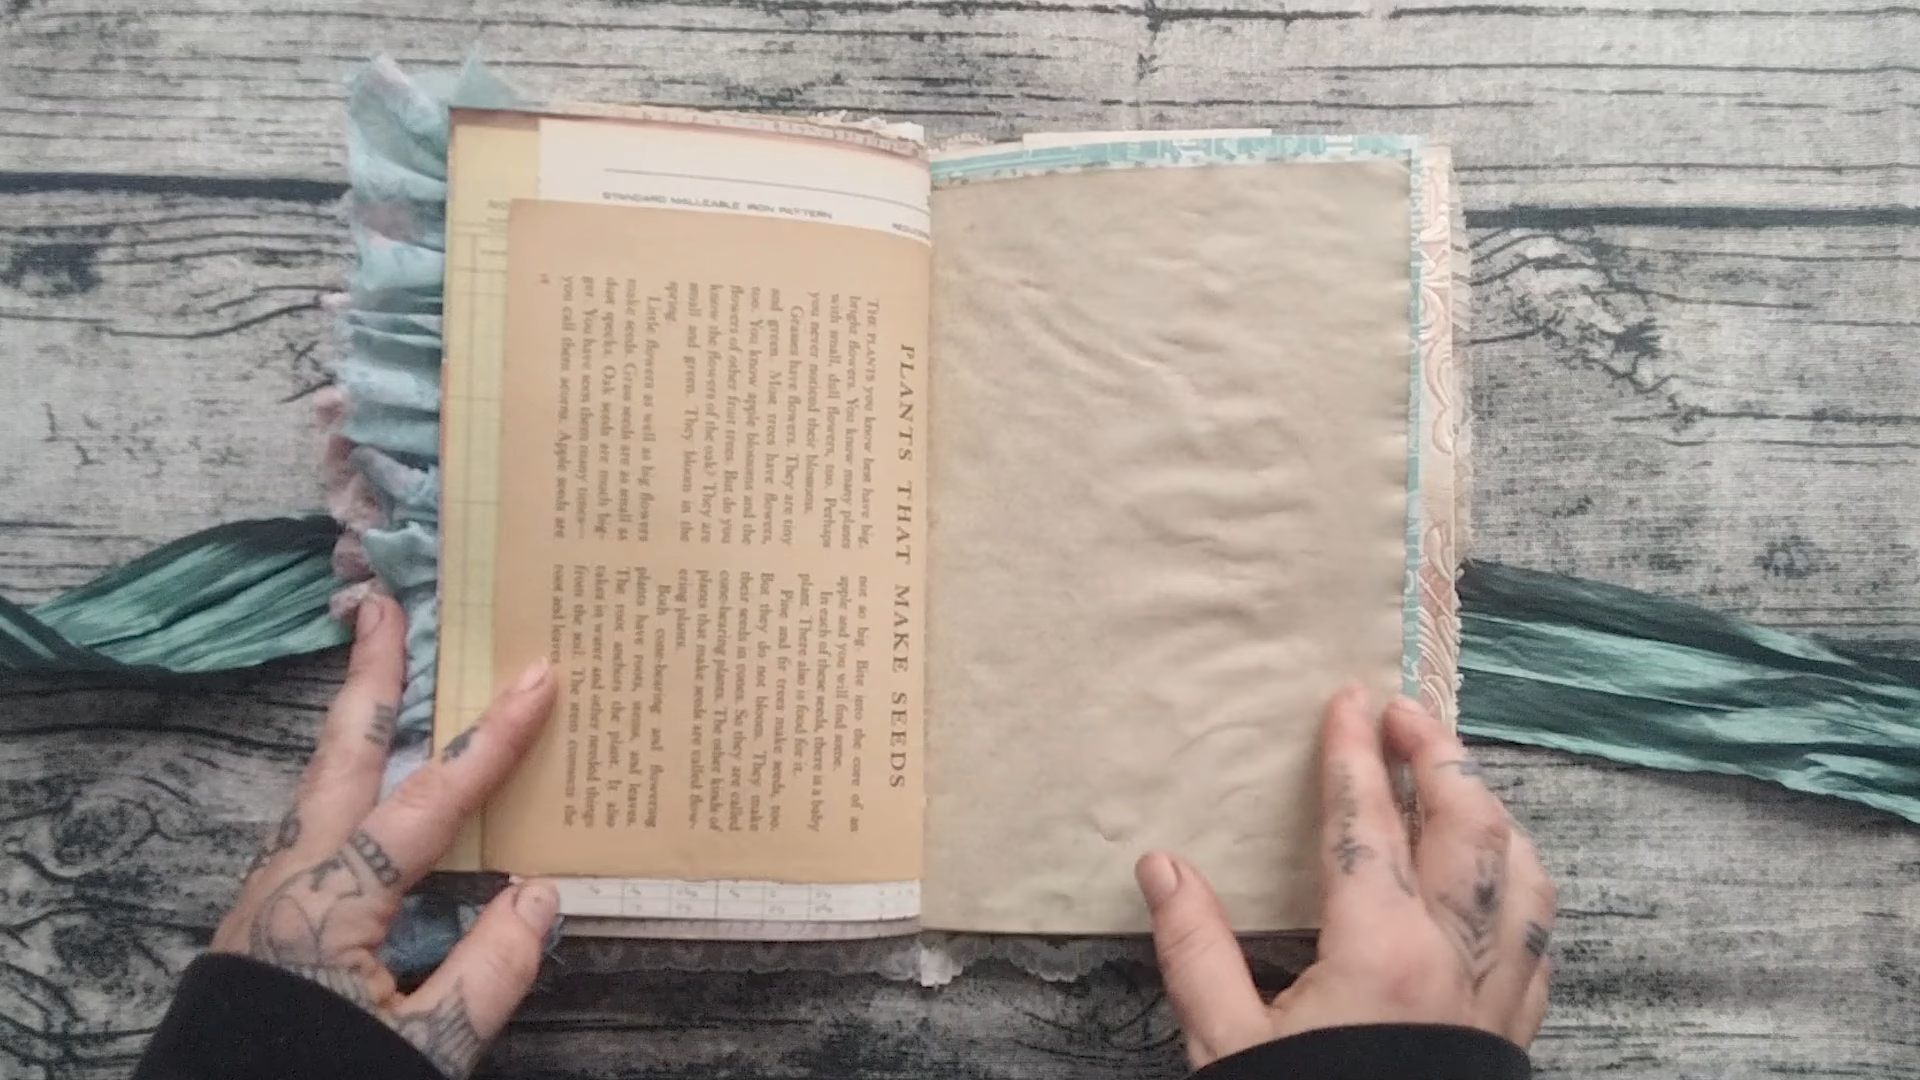 STANDARD MALLEABLE IRON PATTERN
PLANTS THAT MAKE SEEDS
THE PLANTS you know best have big,
bright flowers. You know many plants
with small, dull flowers, too. Perhaps
you never noticed their blossoms.
Grasses have flowers. They are tiny
and green. Most trees have flowers,
too. You know apple blossoms and the
flowers of other fruit trees. But do you
know the flowers of the oak? They are
small and green. They bloom in the
spring.
Little flowers as well as big flowers
make seeds. Grass seeds are as small as
dust specks. Oak seeds are much big-
ger. You have seen them many times—
you call them acorns. Apple seeds are
not so big. Bite into the core of an
apple and you will find some.
In each of these seeds, there is a baby
plant. There also is food for it.
Pine and fir trees make seeds, too.
But they do not bloom. They make
their seeds in cones. So they are called
cone-bearing plants. The other kinds of
plants that make seeds are called flow-
ering plants.
Both cone-bearing and flowering
plants have roots, stems, and leaves.
The root anchors the plant. It also
takes in water and other needed things
from the soil. The stem connects the
root and leaves